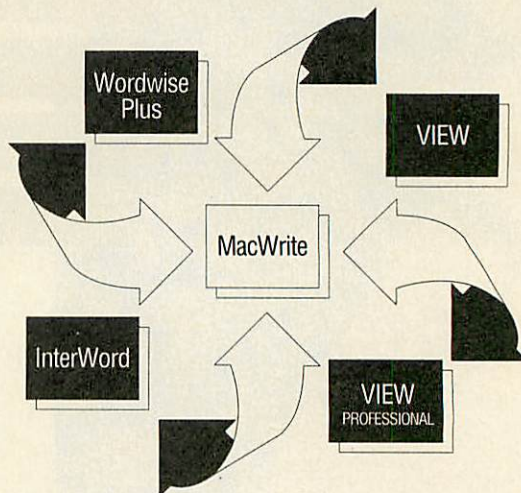 Wordwise
Plus
VIEW
MacWrite
InterWord
VIEW
PROFESSIONAL